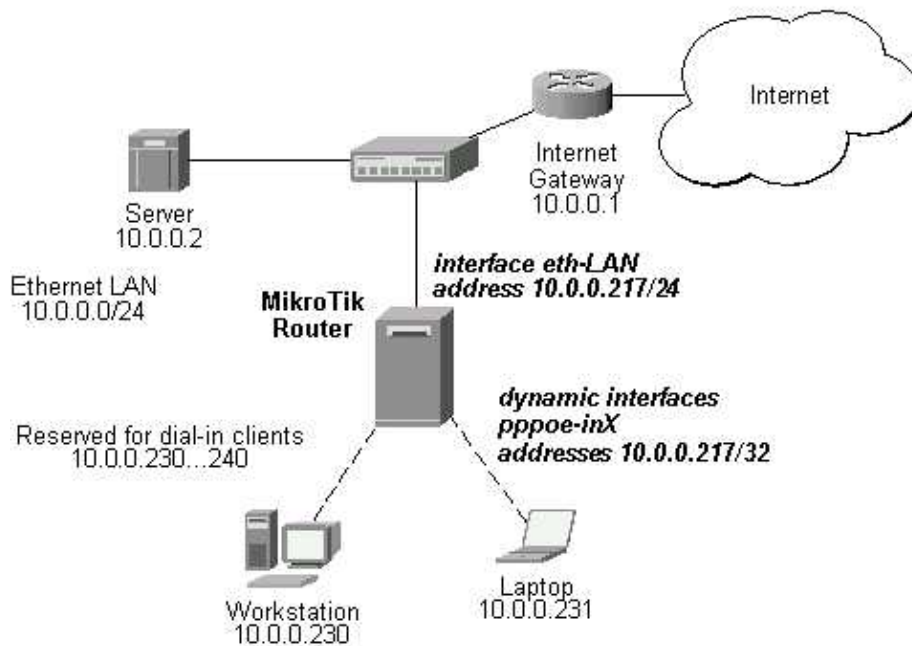 Internet
Internet
Gateway
10.0.0.1
Server
10.0.0.2
interface eth-LAN
address 10.0.0.217/24
Ethernet LAN
10.0.0.0/24
MikroTik
Router
dynamic interfaces
pppoe-inX
addresses 10.0.0.217/32
Reserved for dial-in clients
10.0.0.230...240
Workstation
10.0.0.230
Laptop
10.0.0.231